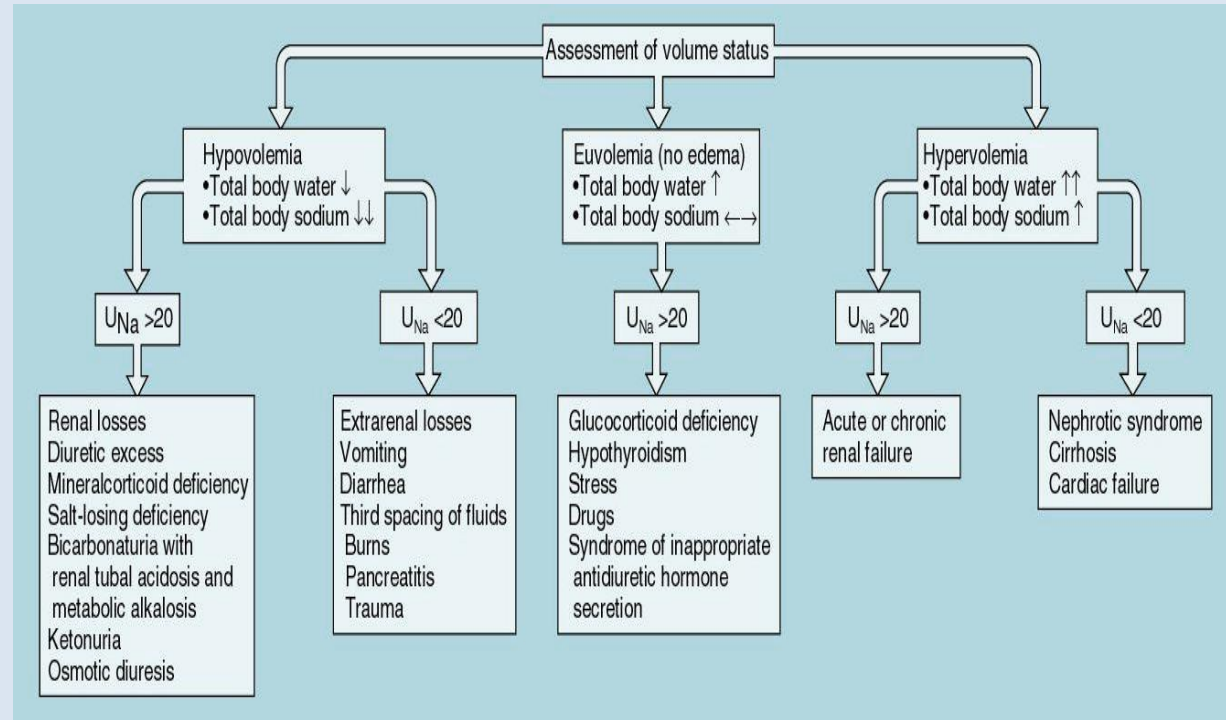 Assessment of volume status
Hypovolemia
•Total body water ↓
•Total body sodium ↓↓
Euvolemia (no edema)
•Total body water ↑
•Total body sodium ←→
Hypervolemia
•Total body water ↑↑
•Total body sodium ↑
UNa >20
UNa <20
UNa >20
UNa >20
UNa <20
Renal losses
Diuretic excess
Mineralcorticoid deficiency
Salt-losing deficiency
Bicarbonaturia with
renal tubal acidosis and
metabolic alkalosis
Ketonuria
Osmotic diuresis
Extrarenal losses
Vomiting
Diarrhea
Third spacing of fluids
Burns
Pancreatitis
Trauma
Glucocorticoid deficiency
Hypothyroidism
Stress
Drugs
Syndrome of inappropriate
antidiuretic hormone
secretion
Acute or chronic
renal failure
Nephrotic syndrome
Cirrhosis
Cardiac failure